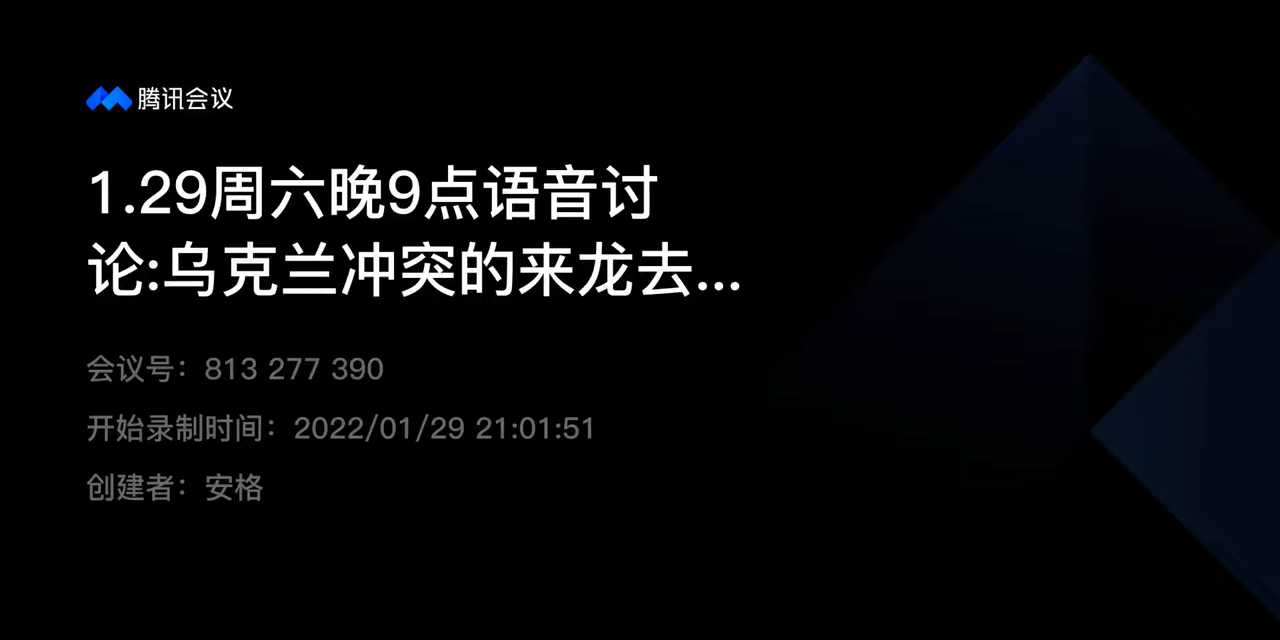 腾讯会议
1.29周六晚9点语音讨
论:乌克兰冲突的来龙去...
会议号：813 277 390
开始录制时间：2022/01/29 21:01:51
创建者：安格